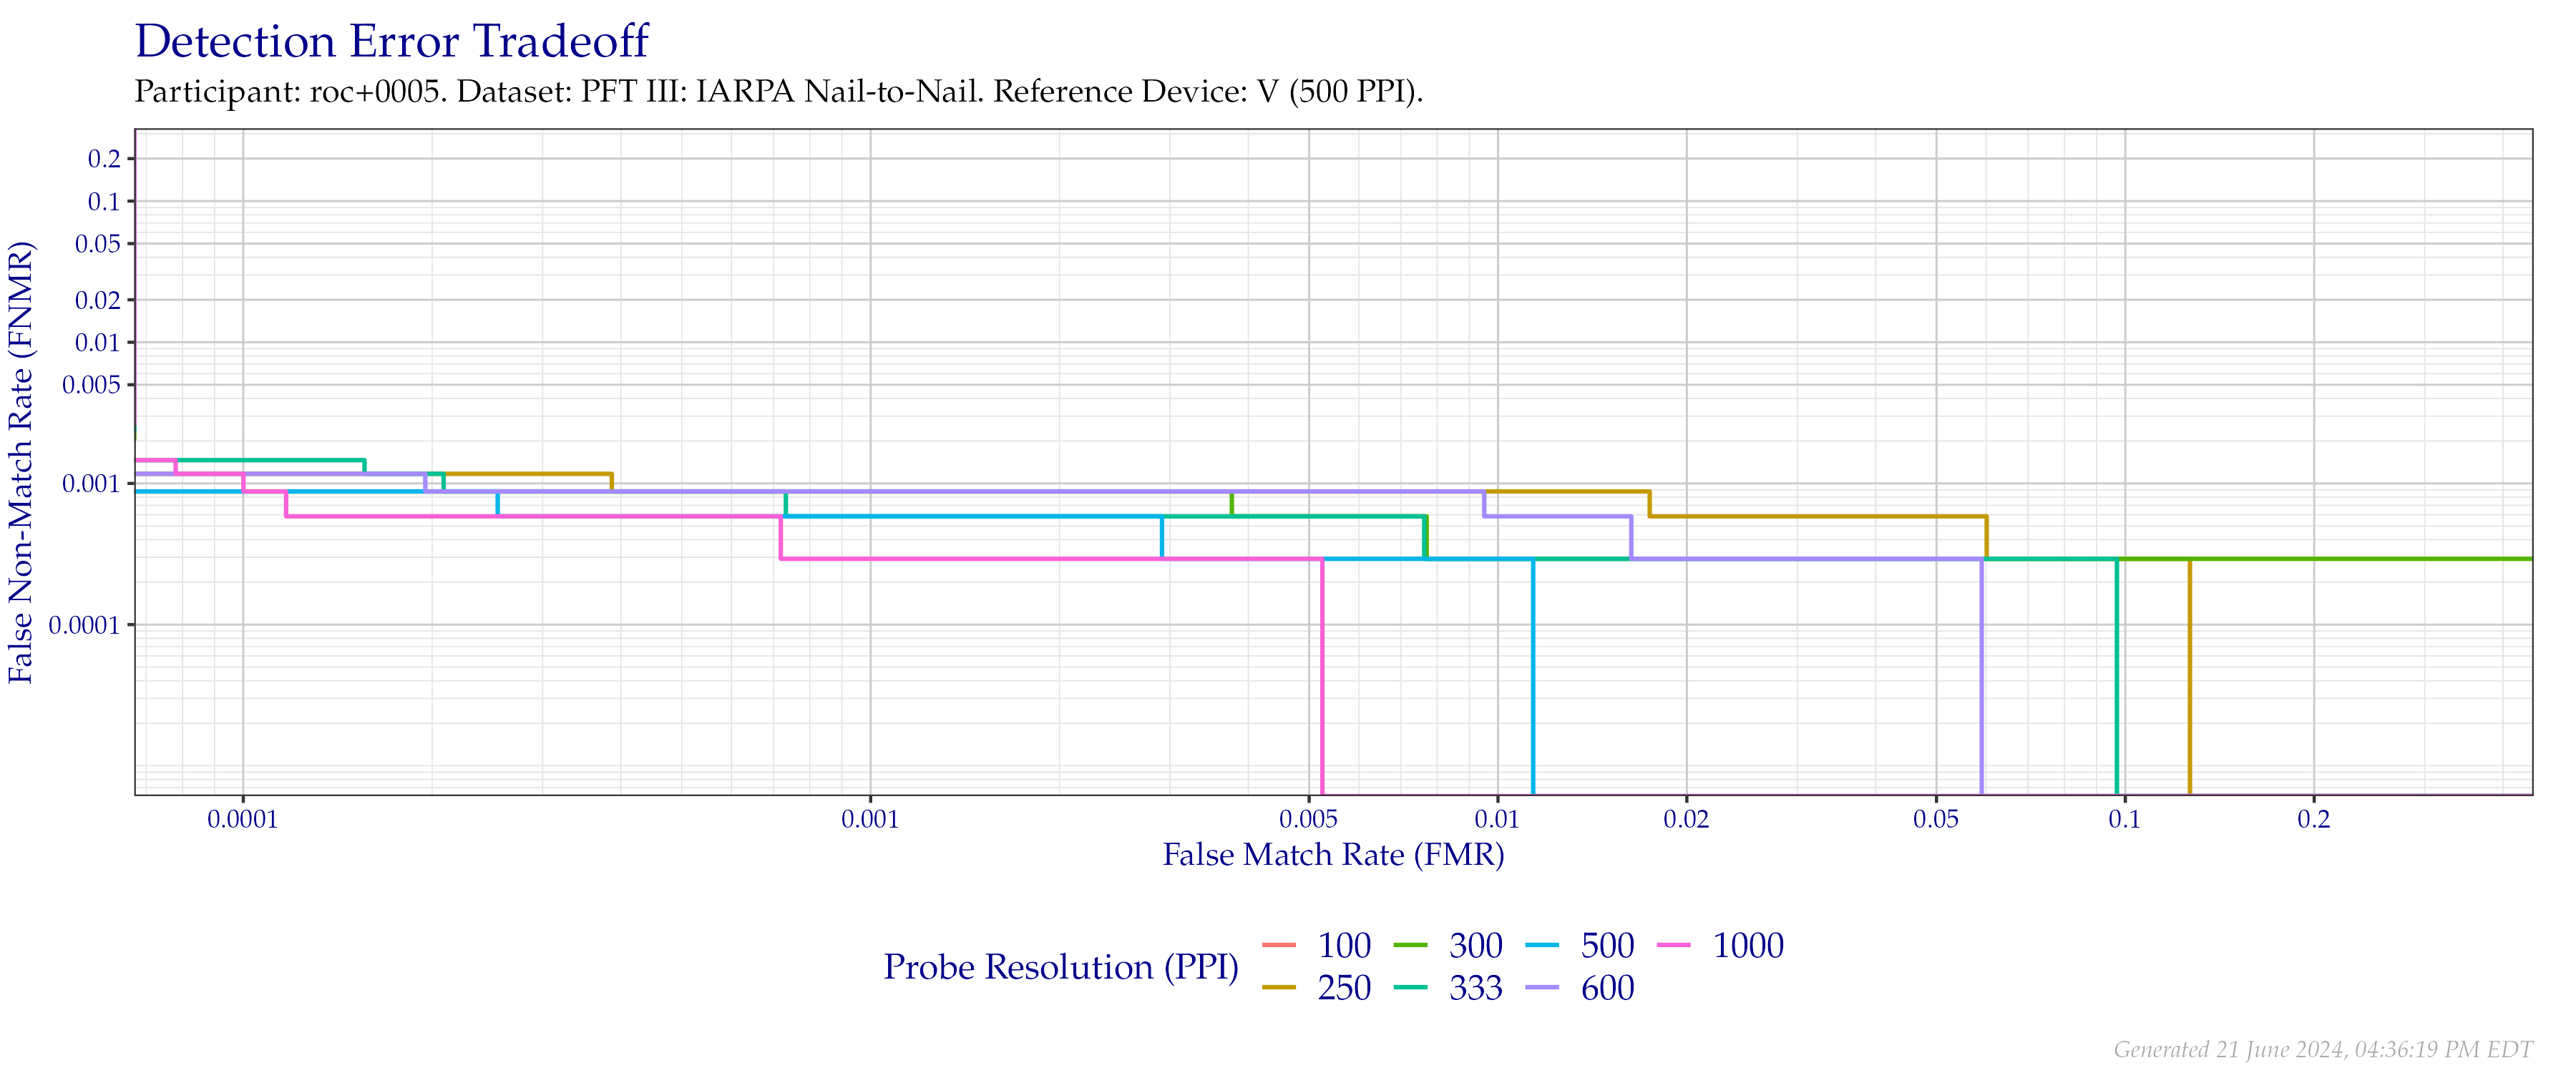 Detection Error Tradeoff
Participant: roc+0005. Dataset: PFT III: IARPA Nail-to-Nail. Reference Device: V (500 PPI).
False Non-Match Rate (FNMR)
0.2
0.1
0.05
0.02
0.01
0.005
0.001
0.0001
0.0001 0.001 0.005 0.01 0.02 0.05 0.1 0.2
False Match Rate (FMR)
Probe Resolution (PPI)
100 300 500 1000
250 333 600
Generated 21 June 2024, 04:36:19 PM EDT